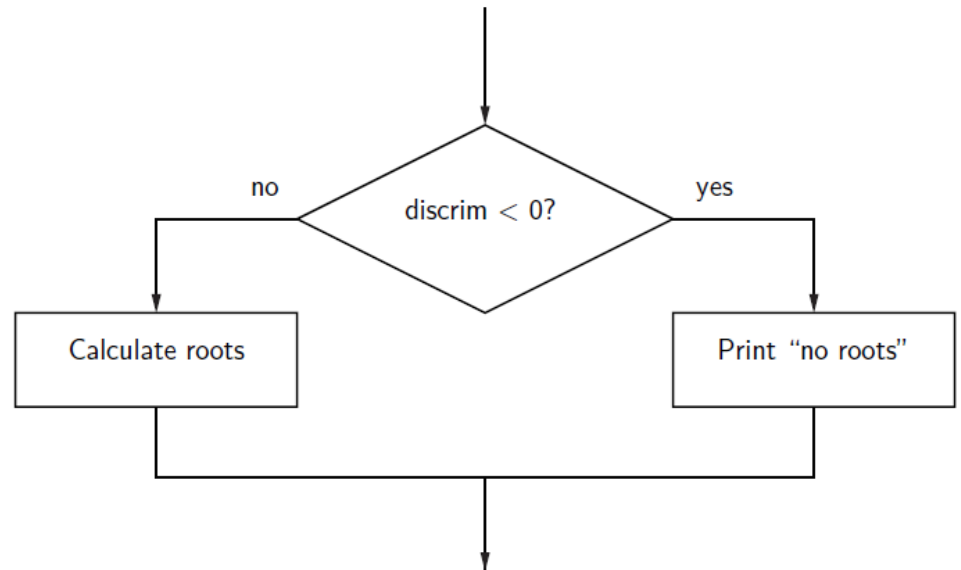 no
yes
discrim < 0?
Calculate roots
Print “no roots”